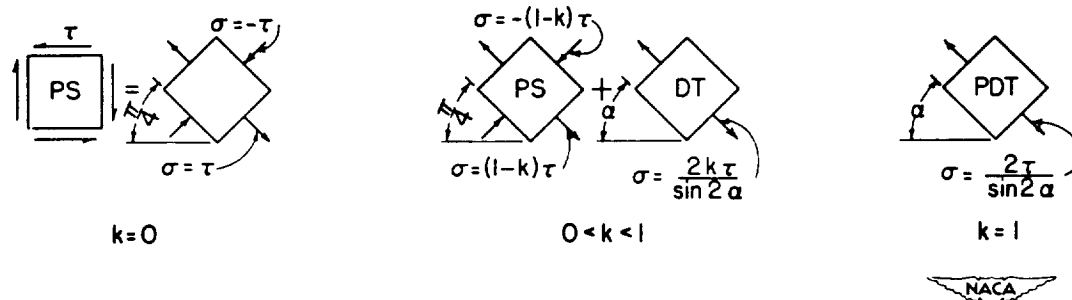 τ
PS
=
σ=-τ
π/4
σ=τ
k=0
σ=-(1-k)τ
PS
+
DT
π/4
α
σ=(1-k)τ
σ= 2kτ / sin 2α
0<k<1
PDT
α
σ= 2τ / sin 2α
k=1
NACA